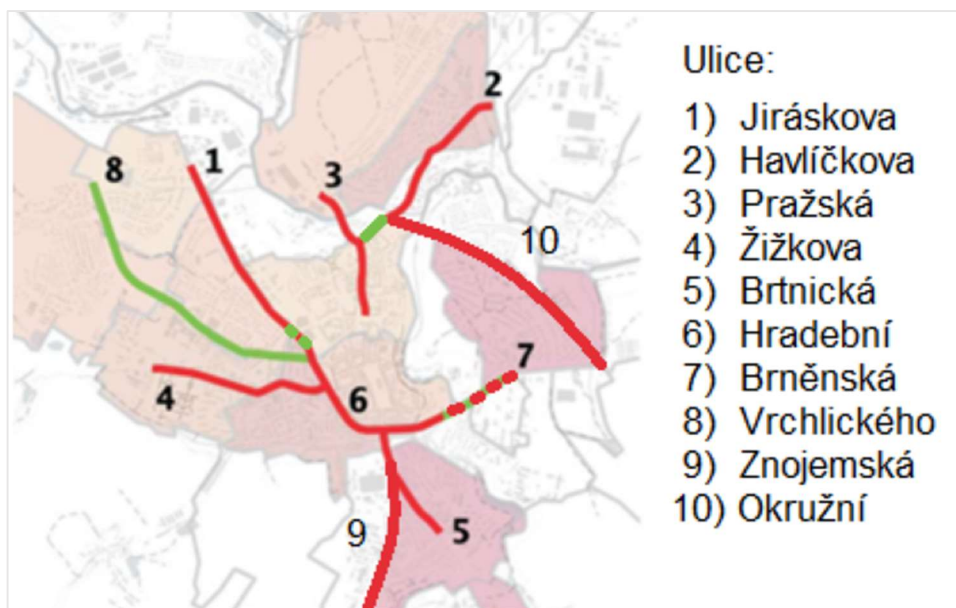 Ulice:
1) Jiráskova
2) Havlíčkova
3) Pražská
4) Žižkova
5) Brtnická
6) Hradební
7) Brněnská
8) Vrchlického
9) Znojemská
10) Okružní
2
8
1
3
10
7
4
6
9
5